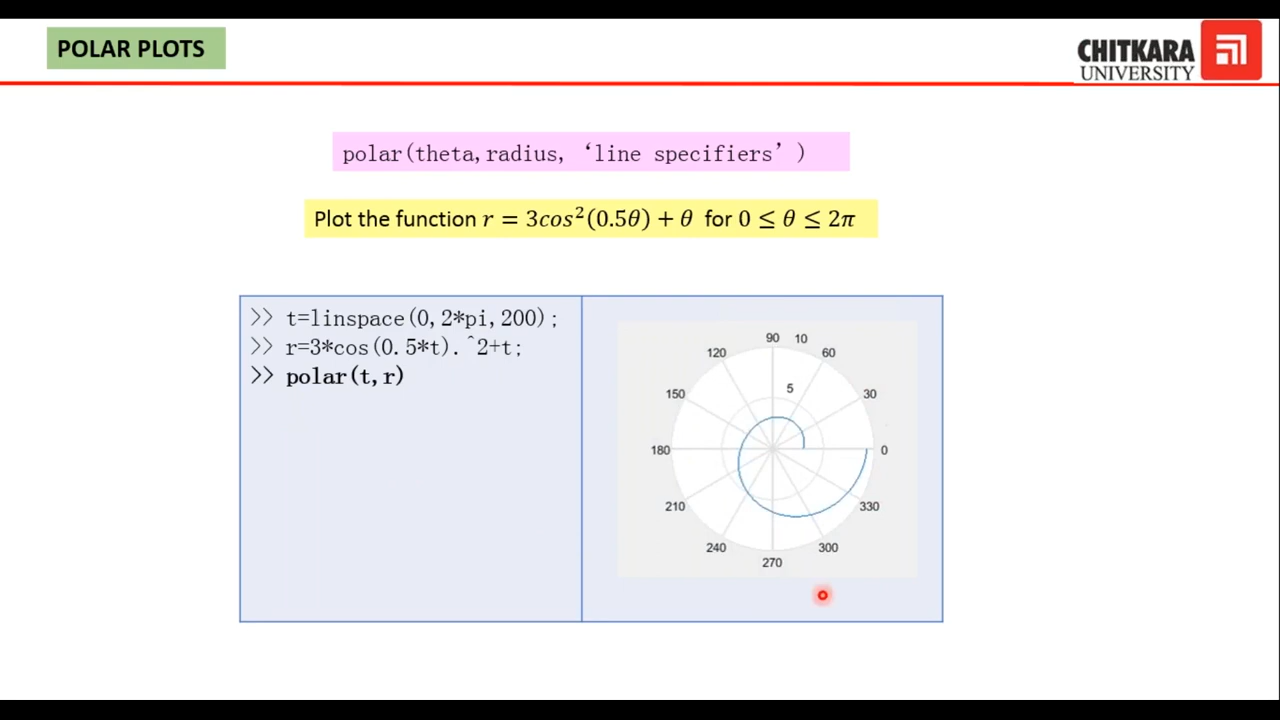 POLAR PLOTS
CHITKARA
UNIVERSITY
polar(theta,radius, ‘line specifiers’ )
Plot the function r = 3cos²(0.5θ) + θ for 0 ≤ θ ≤ 2π
>> t=linspace(0,2*pi,200);
>> r=3*cos(0.5*t).^2+t;
>> polar(t,r)
90 10
120 60
5
150 30
180 0
210 330
240 300
270